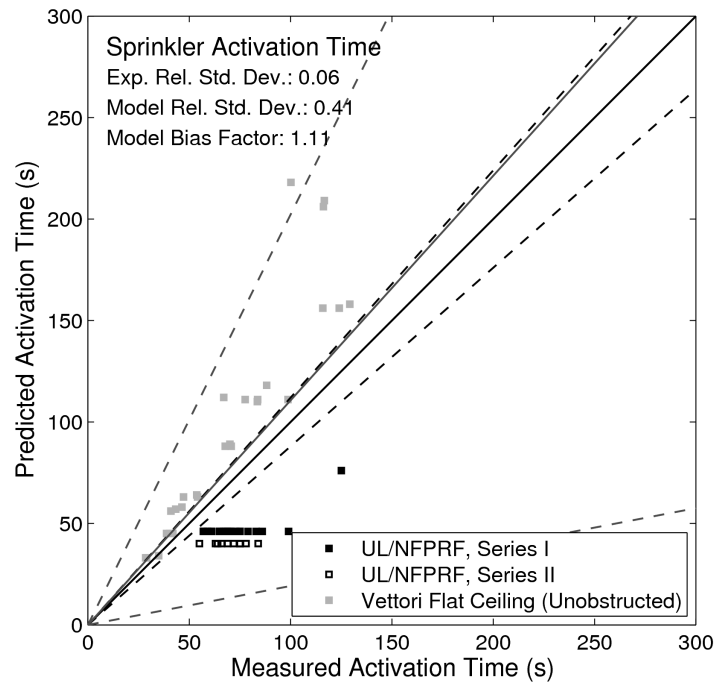 Sprinkler Activation Time
Exp. Rel. Std. Dev.: 0.06
Model Rel. Std. Dev.: 0.41
Model Bias Factor: 1.11
Predicted Activation Time (s)
300
250
200
150
100
50
0
0 50 100 150 200 250 300
Measured Activation Time (s)
UL/NFPRF, Series I
UL/NFPRF, Series II
Vettori Flat Ceiling (Unobstructed)